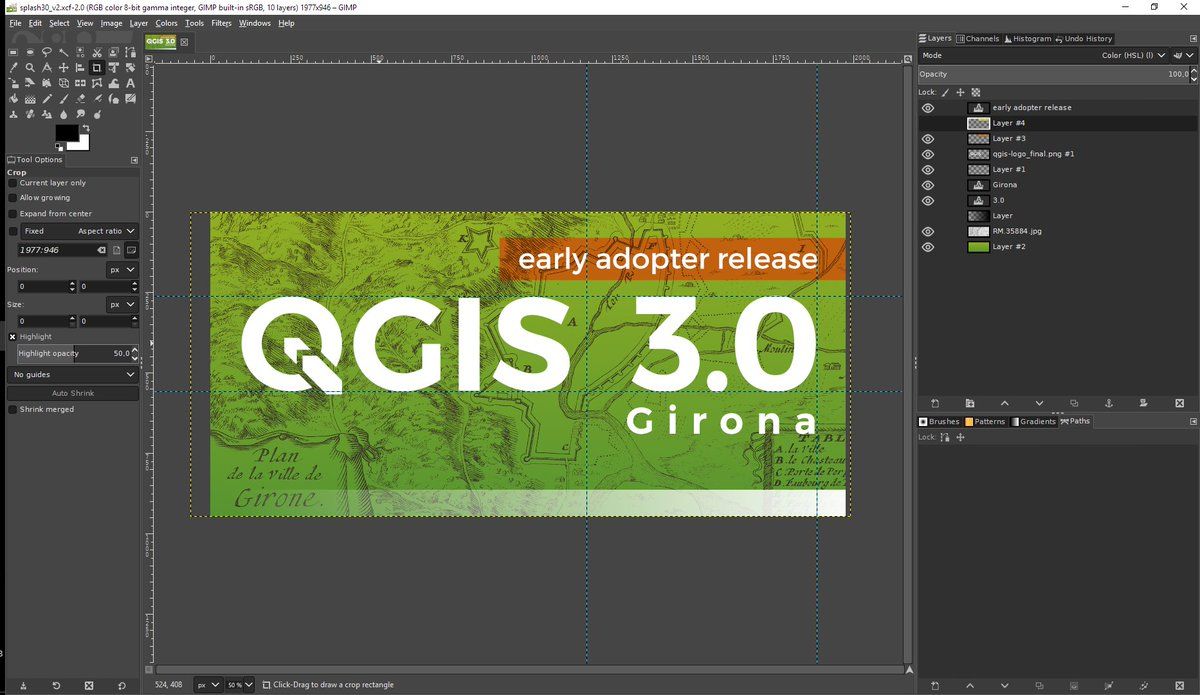 splash30_v2.xcf-2.0 (RGB color 8-bit gamma integer, GIMP built-in sRGB, 10 layers) 1977x946 – GIMP
File Edit Select View Image Layer Colors Tools Filters Windows Help
QGIS 3.0
Layers Channels Histogram Undo History
Mode Color (HSL) (l)
Opacity 100.0
Lock:
early adopter release
Layer #4
Layer #3
qgis-logo_final.png #1
Layer #1
Girona
3.0
Layer
RM.35884.jpg
Layer #2
Tool Options
Crop
Current layer only
Allow growing
Expand from center
Fixed Aspect ratio
1977:946
Position: px
0 0
Size: px
0 0
Highlight
Highlight opacity 50.0
No guides
Auto Shrink
Shrink merged
0 250 500 750 1000 1250 1500 1750 2000
early adopter release
QGIS 3.0
Girona
K
A
B
Moulin
Plan
de la ville de
Girone.
TABL
A. la Vil
B. le Chasteau
C. Porte de Por
D. Faubourg de
Brushes Patterns Gradients Paths
Lock:
524, 408 px 50 % Click-Drag to draw a crop rectangle